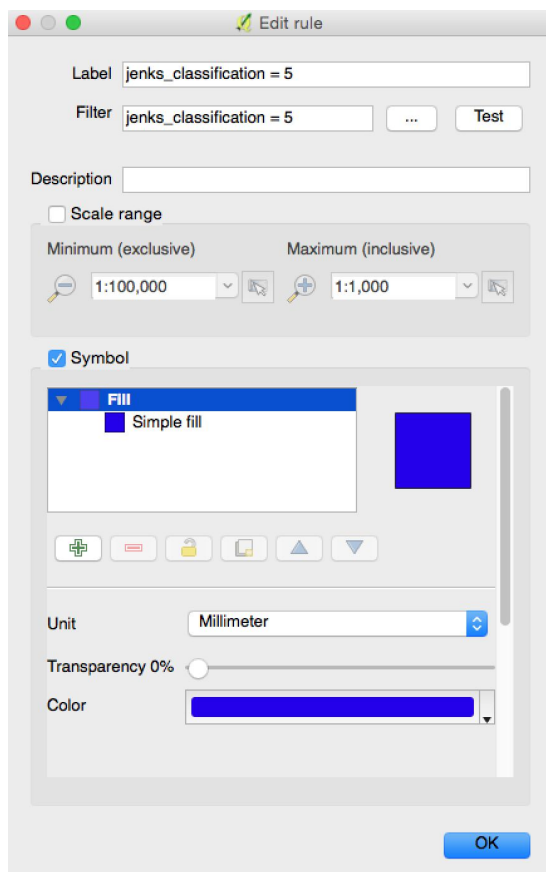 Edit rule
Label jenks_classification = 5
Filter jenks_classification = 5 ... Test
Description
Scale range
Minimum (exclusive) Maximum (inclusive)
1:100,000 1:1,000
Symbol
Fill
Simple fill
Unit Millimeter
Transparency 0%
Color
OK